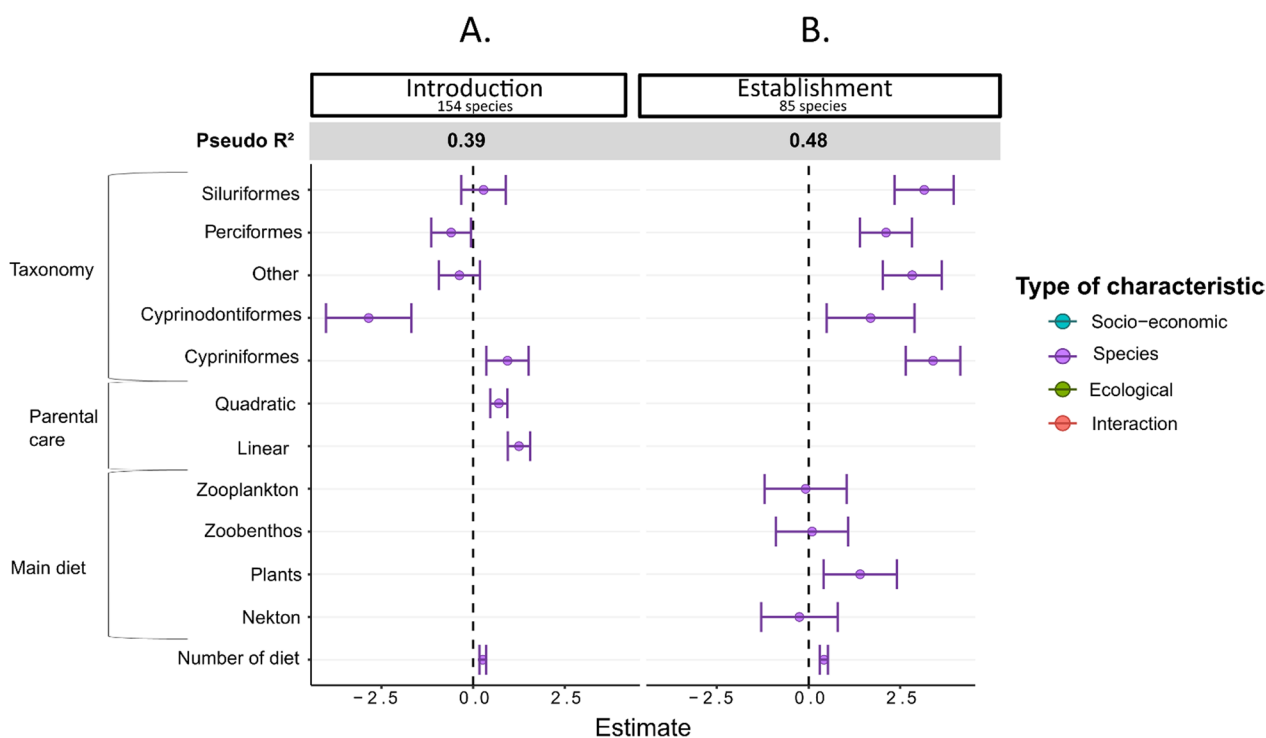 A. B.
Introduction Establishment
154 species 85 species
Pseudo R² 0.39 0.48
Siluriformes
Perciformes
Taxonomy Other
Cyprinodontiformes
Cypriniformes
Parental care
Quadratic
Linear
Zooplankton
Zoobenthos
Main diet
Plants
Nekton
Number of diet
−2.5 0.0 2.5 −2.5 0.0 2.5
Estimate
Type of characteristic
Socio−economic
Species
Ecological
Interaction